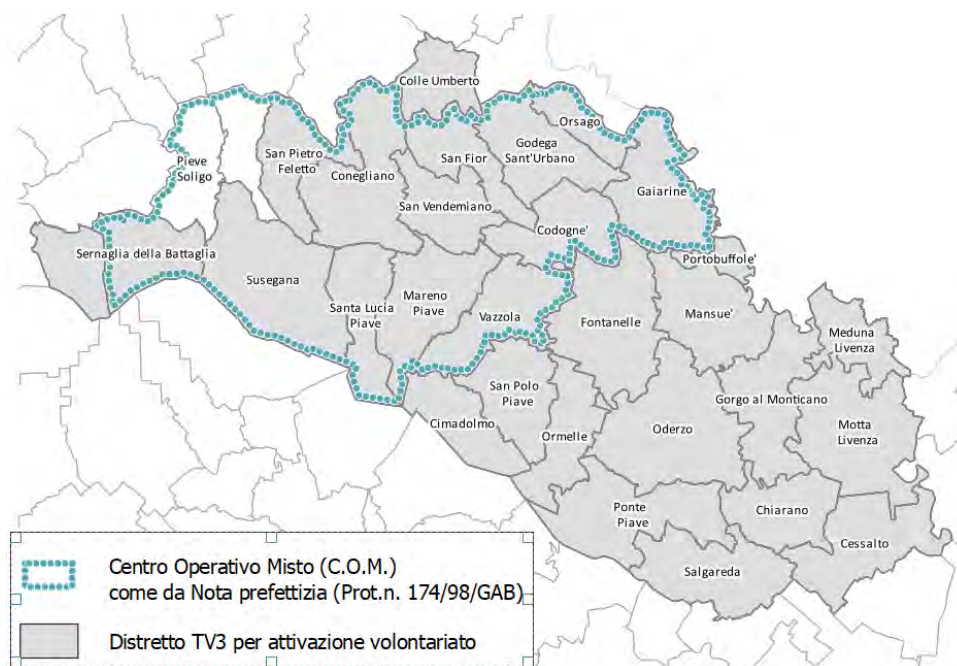 Colle Umberto
Orsago
Godega
Sant'Urbano
San Fior
San Pietro
Feletto
Conegliano
Pieve
Soligo
Gaiarine
San Vendemiano
Codogne'
Sernaglia della Battaglia
Portobuffole'
Susegana
Santa Lucia
Piave
Mareno
Piave
Vazzola
Fontanelle
Mansue'
Meduna
Livenza
San Polo
Piave
Gorgo al Monticano
Cimadolmo
Ormelle
Oderzo
Motta
Livenza
Ponte
Piave
Chiarano
Cessalto
Salgareda
Centro Operativo Misto (C.O.M.)
come da Nota prefettizia (Prot.n. 174/98/GAB)
Distretto TV3 per attivazione volontariato